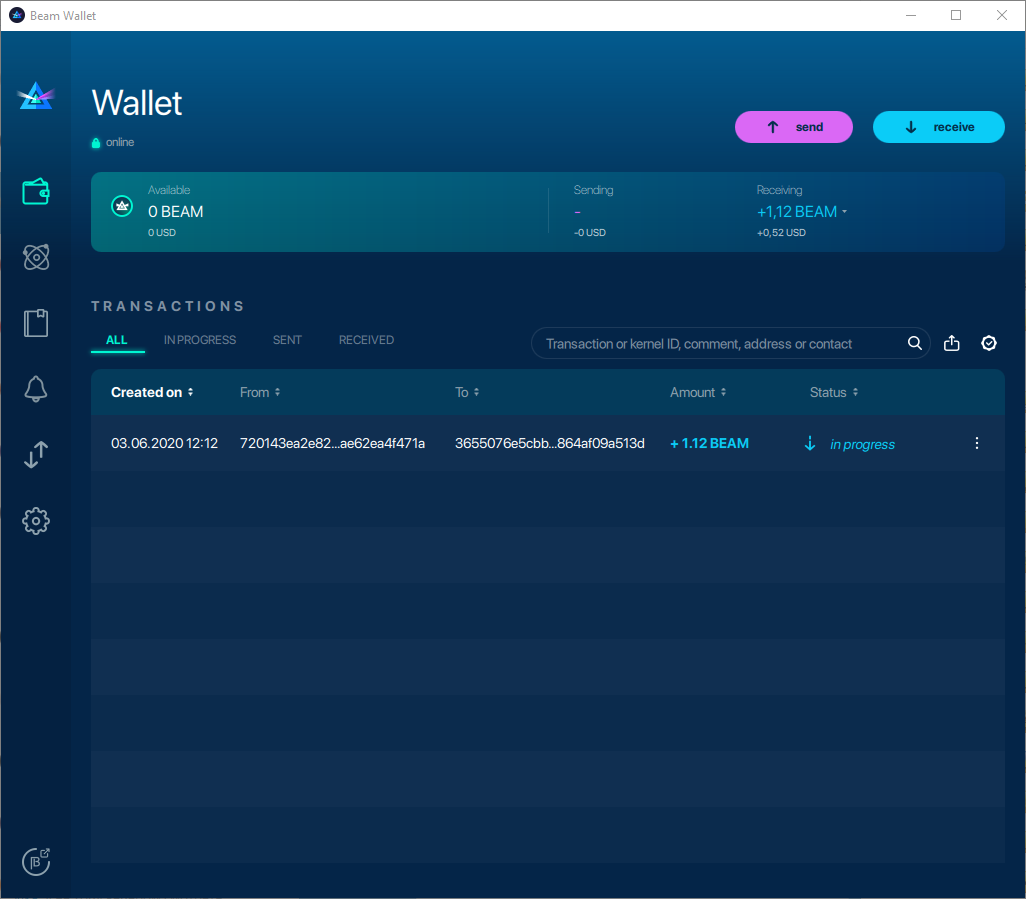 Beam Wallet
Wallet
online
send
receive
Available
0 BEAM
0 USD
Sending
-
-0 USD
Receiving
+1,12 BEAM
+0,52 USD
TRANSACTIONS
ALL IN PROGRESS SENT RECEIVED
Transaction or kernel ID, comment, address or contact
Created on From To Amount Status
03.06.2020 12:12 720143ea2e82...ae62ea4f471a 3655076e5cbb...864af09a513d + 1.12 BEAM in progress